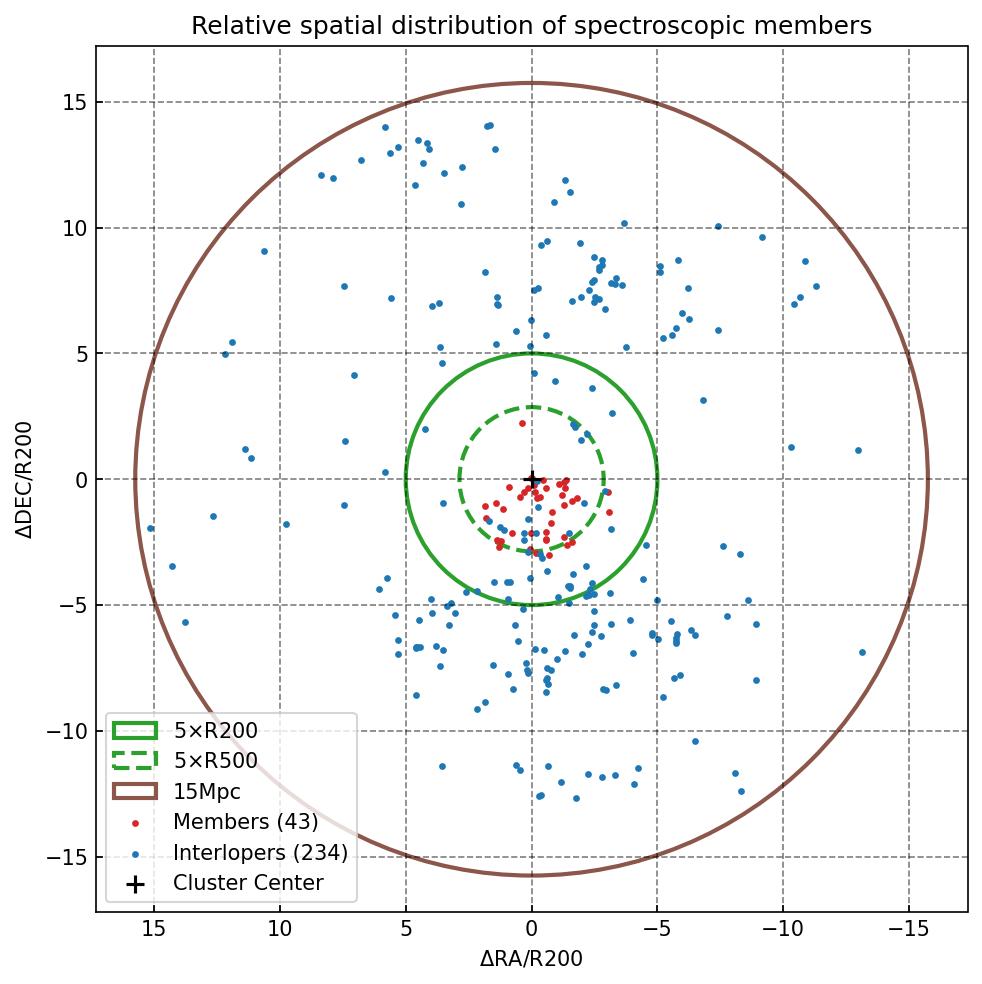 Relative spatial distribution of spectroscopic members
15
10
5
0
−5
−10
−15
ΔDEC/R200
5×R200
5×R500
15Mpc
Members (43)
Interlopers (234)
Cluster Center
15
10
5
0
−5
−10
−15
ΔRA/R200